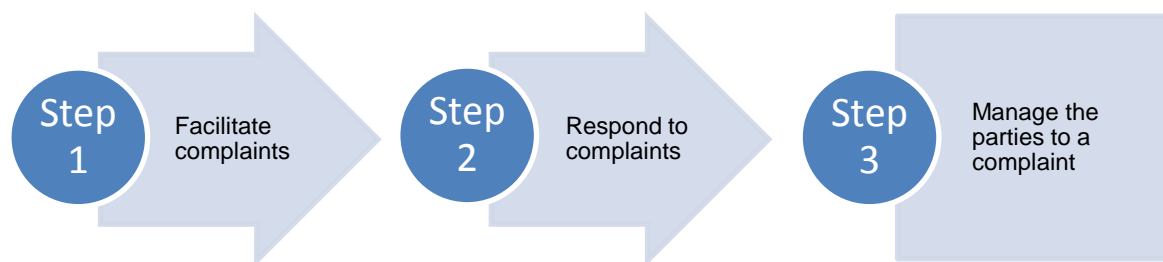 Step
1
Facilitate
complaints
Step
2
Respond to
complaints
Step
3
Manage the
parties to a
complaint